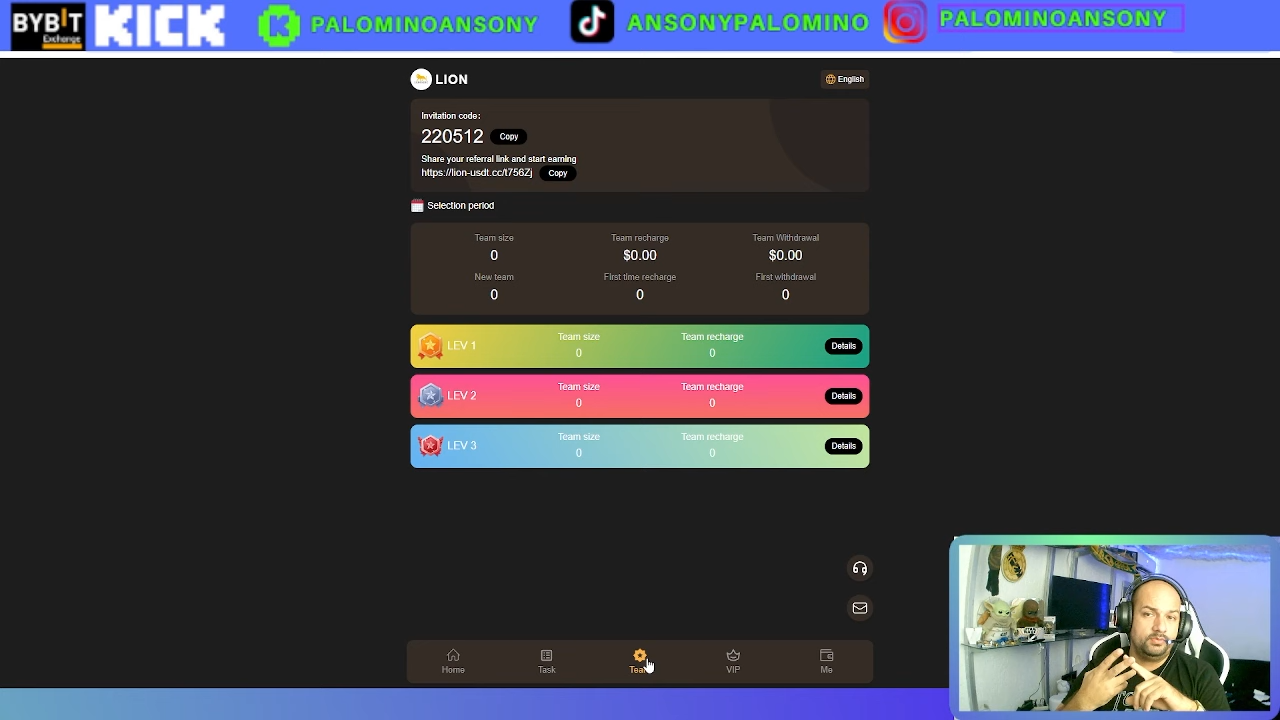 BYBIT
Exchange
KICK
PALOMINOANSONY
ANSONYPALOMINO
PALOMINOANSONY
LION
English
Invitation code:
220512 Copy
Share your referral link and start earning
https://lion-usdt.cc/t756Zj Copy
Selection period
Team size Team recharge Team Withdrawal
0 $0.00 $0.00
New team First time recharge First withdrawal
0 0 0
LEV 1 Team size Team recharge Details
0 0
LEV 2 Team size Team recharge Details
0 0
LEV 3 Team size Team recharge Details
0 0
Home Task Team VIP Me